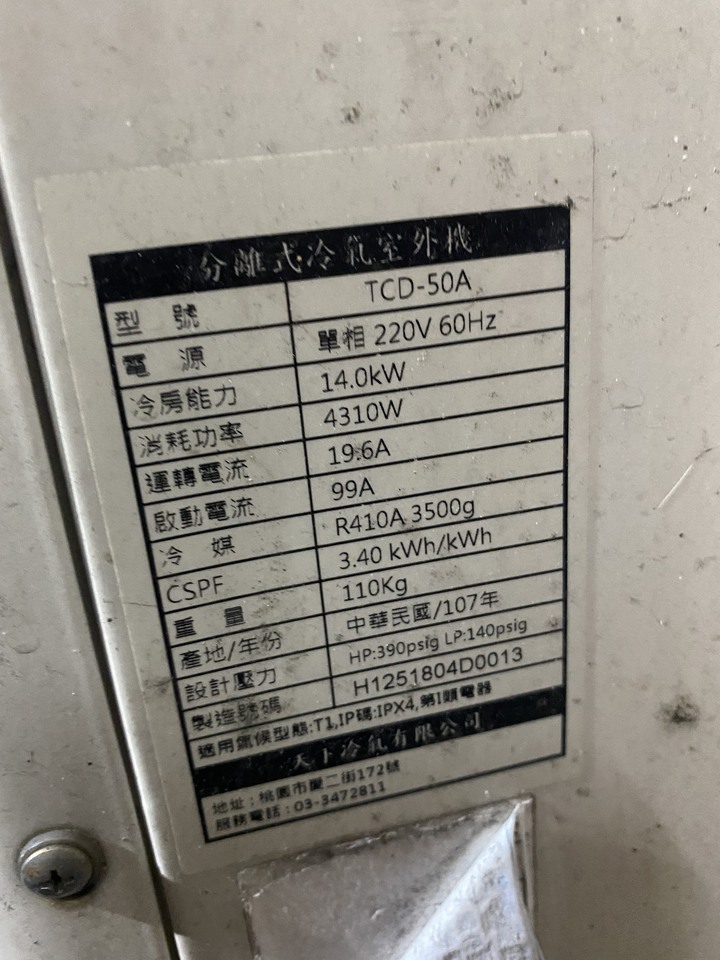 分離式冷氣室外機
型 號 TCD-50A
電 源 單相 220V 60Hz
冷房能力 14.0kW
消耗功率 4310W
運轉電流 19.6A
啟動電流 99A
冷 媒 R410A 3500g
CSPF 3.40 kWh/kWh
重 量 110Kg
產地/年份 中華民國/107年
設計壓力 HP:390psig LP:140psig
製造號碼 H1251804D0013
適用氣候型態:T1,IP碼:IPX4,第I類電器
天下冷氣有限公司
地址:桃園市慶二街172號
服務電話:03-3472811